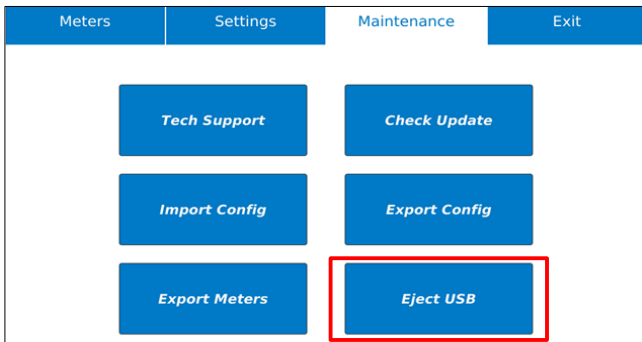 Meters Settings Maintenance Exit
Tech Support Check Update
Import Config Export Config
Export Meters Eject USB